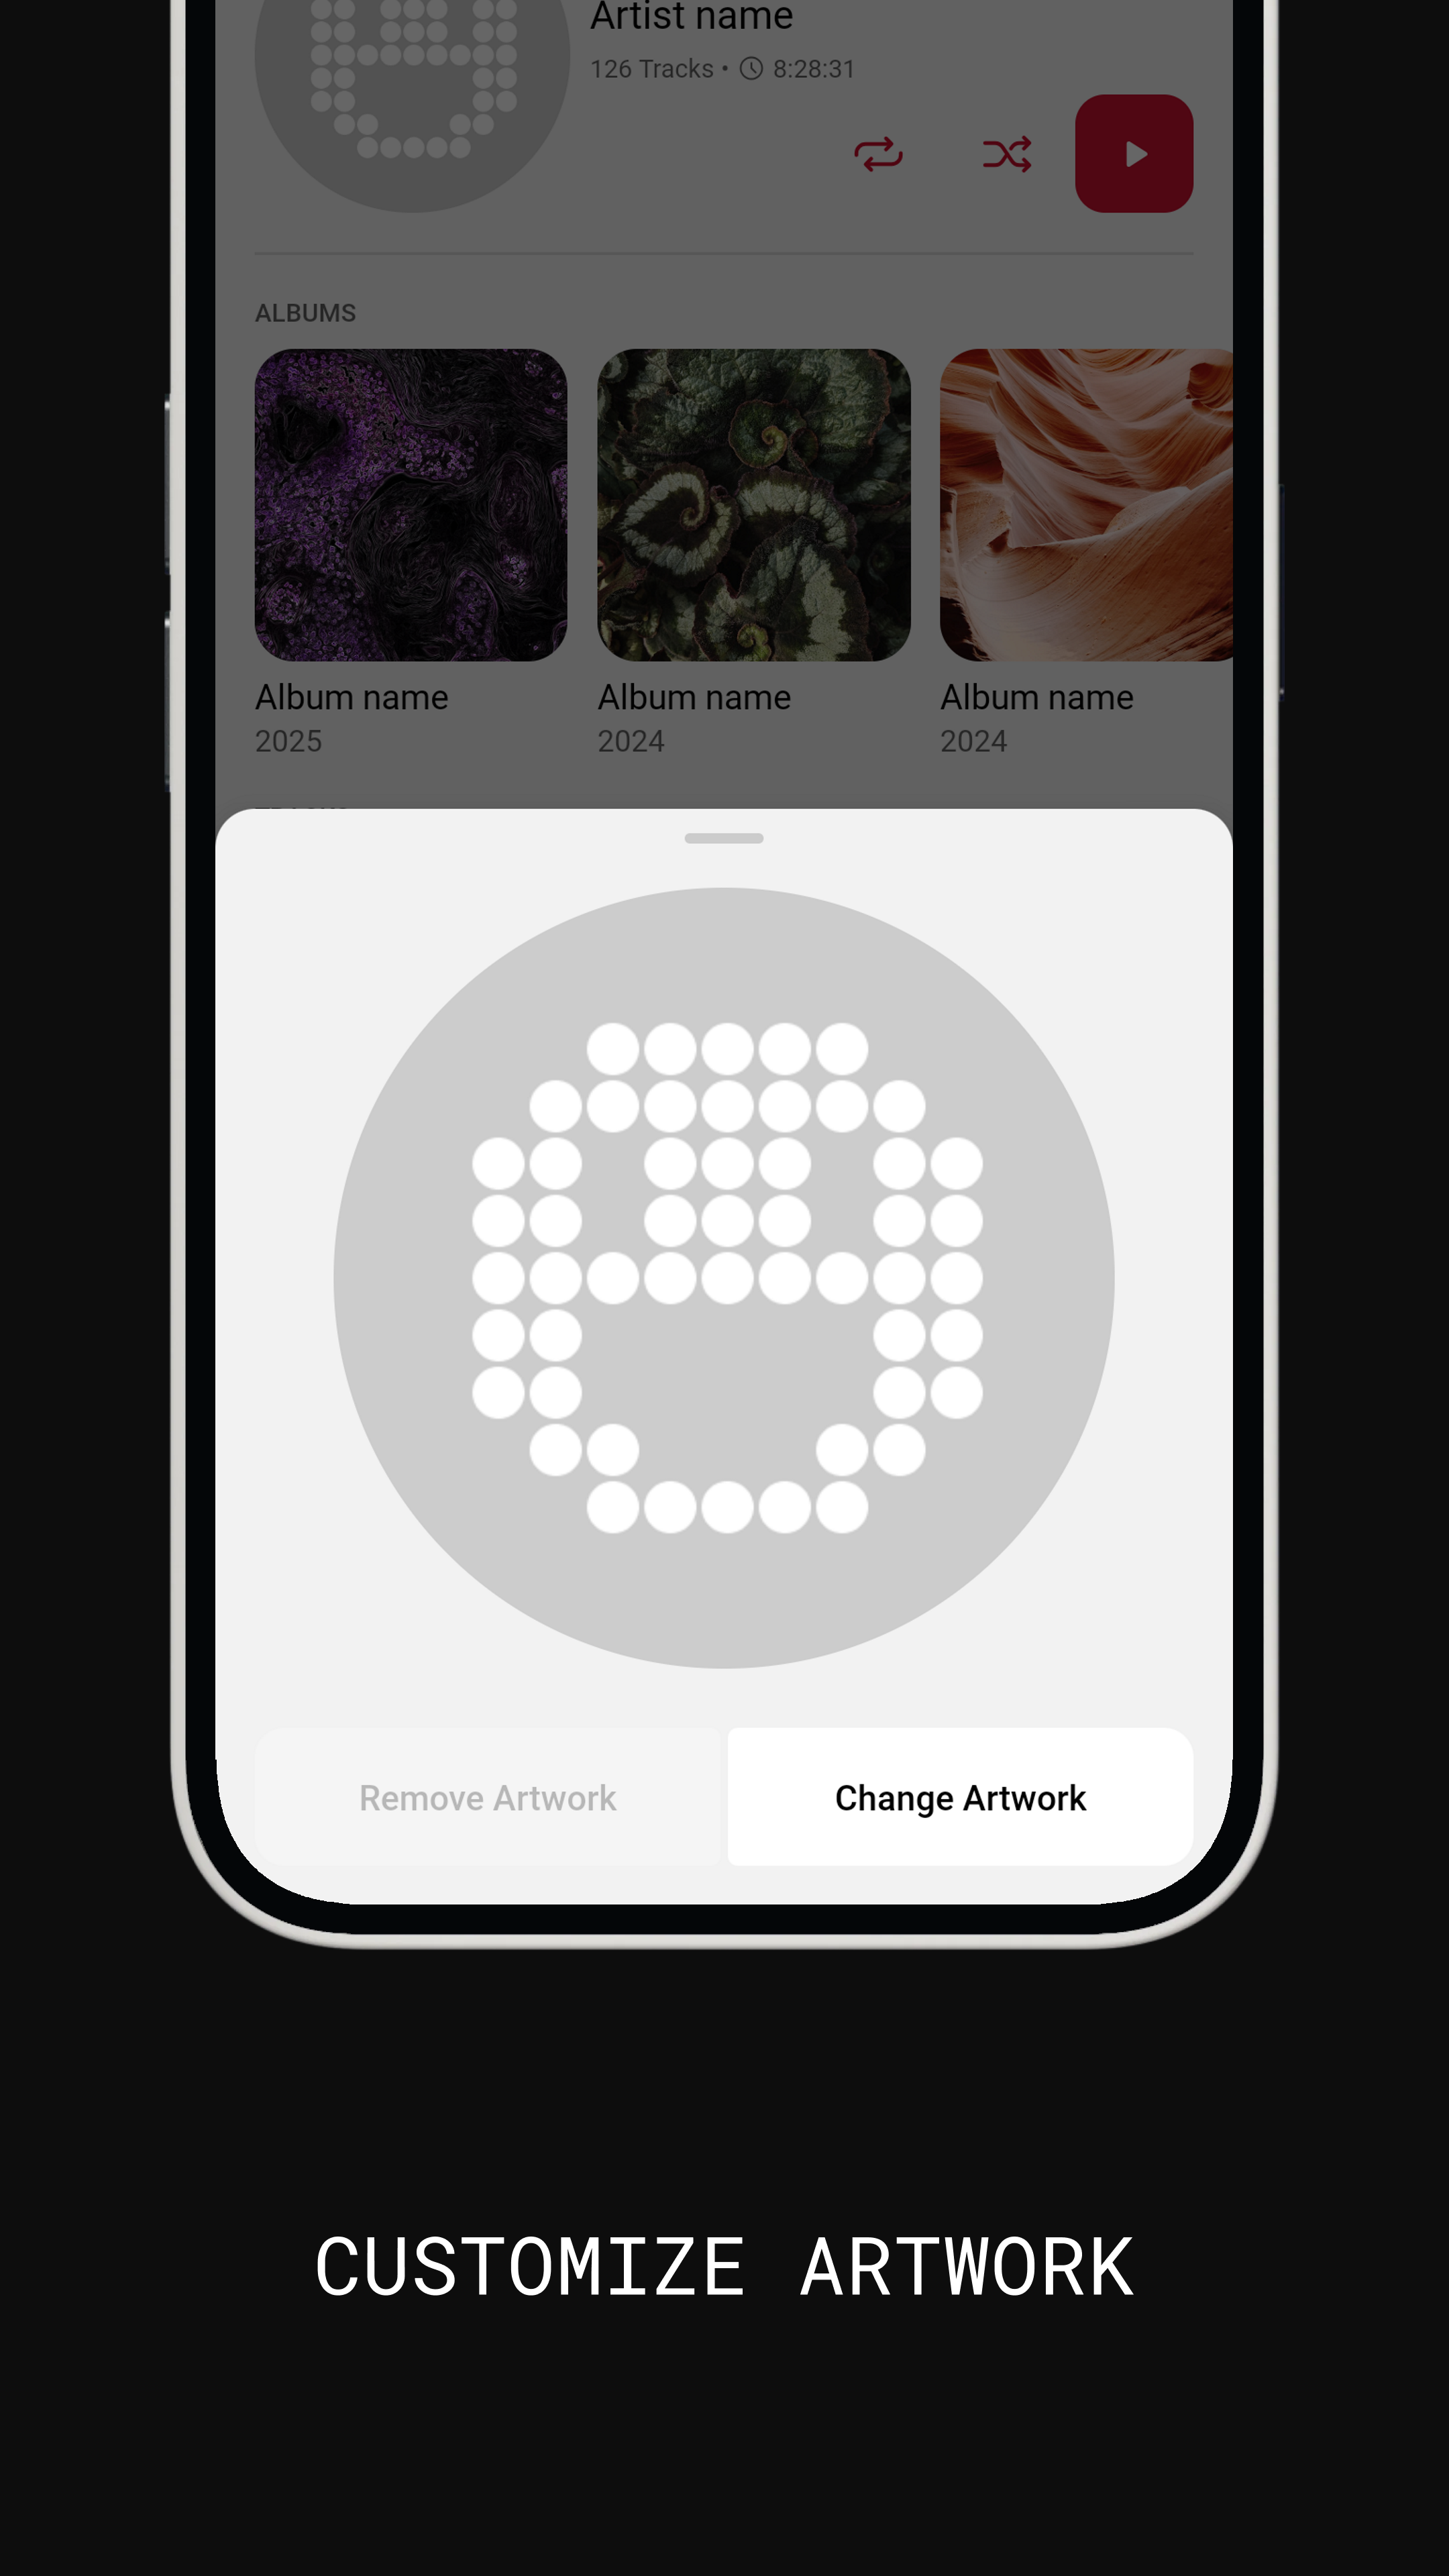 Artist name
126 Tracks • 8:28:31
ALBUMS
Album name
2025
Album name
2024
Album name
2024
Remove Artwork
Change Artwork
CUSTOMIZE ARTWORK